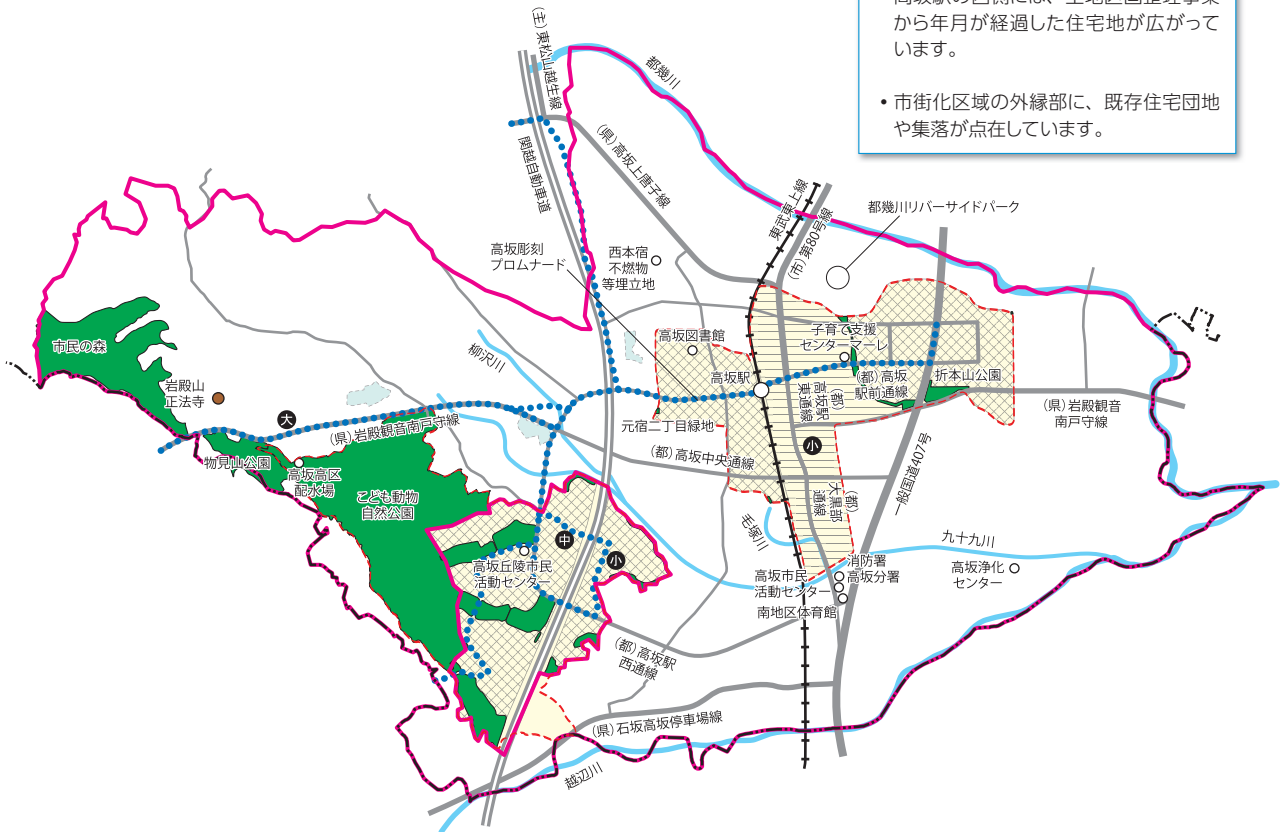 から年月が経過した住宅地が広がって
います。
• 市街化区域の外縁部に、既存住宅団地
や集落が点在しています。
(主)東松山越生線
都幾川
関越自動車道
(県)高坂上唐子線
東武東上線
(市)第80号線
都幾川リバーサイドパーク
高坂彫刻
プロムナード
西本宿
不燃物
等埋立地
市民の森
岩殿山
正法寺
大
(県)岩殿観音南戸守線
柳沢川
高坂図書館
高坂駅
子育て支援
センターマーレ
(都)高坂
駅前通線
折本山公園
(都)
高坂駅
東通線
(県)岩殿観音
南戸守線
元宿二丁目緑地
(都)高坂中央通線
小
一般国道407号
物見山公園
高坂高区
配水場
こども動物
自然公園
(都)
大黒部
通線
毛塚川
中
小
高坂丘陵市民
活動センター
九十九川
消防署
高坂分署
高坂浄化
センター
高坂市民
活動センター
南地区体育館
(都)高坂駅
西通線
(県)石坂高坂停車場線
越辺川